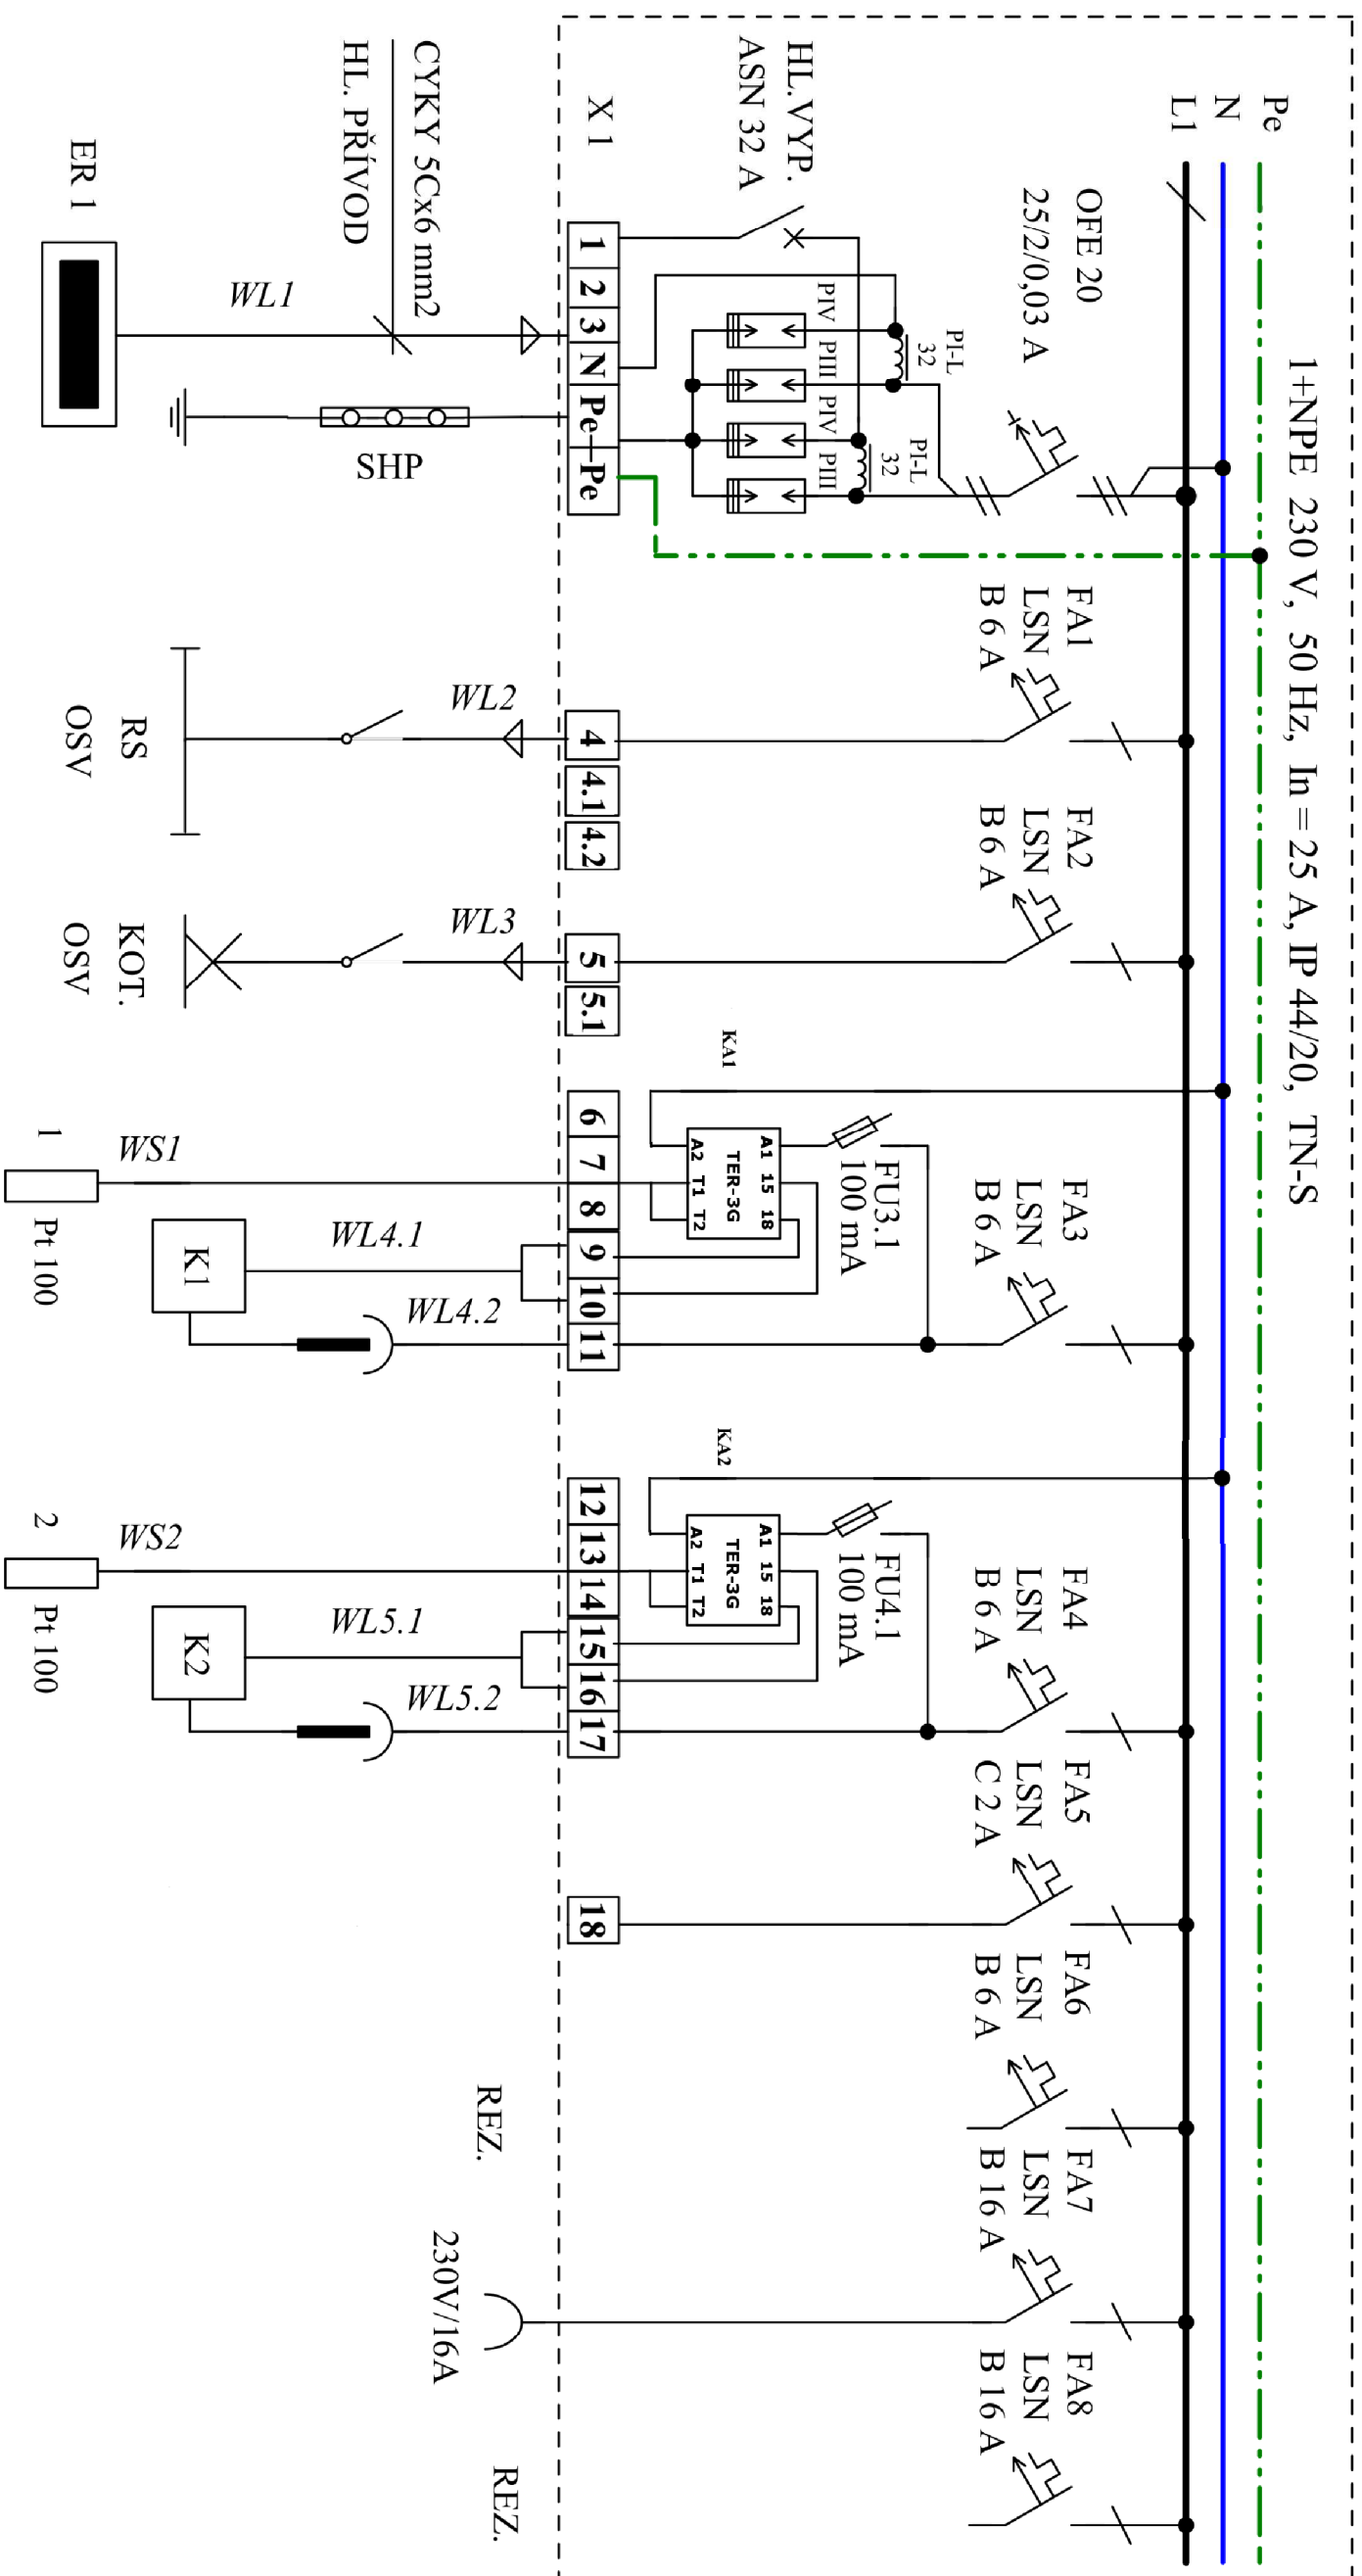 1+NPE 230 V, 50 Hz, In = 25 A, IP 44/20, TN-S
Pe
N
L1
OFE 20
25/2/0,03 A
HL.VYP.
ASN 32 A
PI-L
32
PI-L
32
PIV
PIII
PIV
PIII
FA1
LSN
B 6 A
FA2
LSN
B 6 A
FA3
LSN
B 6 A
FA4
LSN
B 6 A
FA5
LSN
C 2 A
FA6
LSN
B 6 A
FA7
LSN
B 16 A
FA8
LSN
B 16 A
FU3.1
100 mA
KA1
A1 15 18
TER-3G
A2 T1 T2
FU4.1
100 mA
KA2
A1 15 18
TER-3G
A2 T1 T2
X 1
1 2 3 N Pe Pe
4 4.1 4.2
5 5.1
6 7 8 9 10 11
12 13 14 15 16 17
18
CYKY 5Cx6 mm2
HL. PŘÍVOD
WL1
ER 1
SHP
WL2
RS
OSV
WL3
KOT.
OSV
WS1
1
Pt 100
WL4.1
K1
WL4.2
WS2
2
Pt 100
WL5.1
K2
WL5.2
REZ.
230V/16A
REZ.